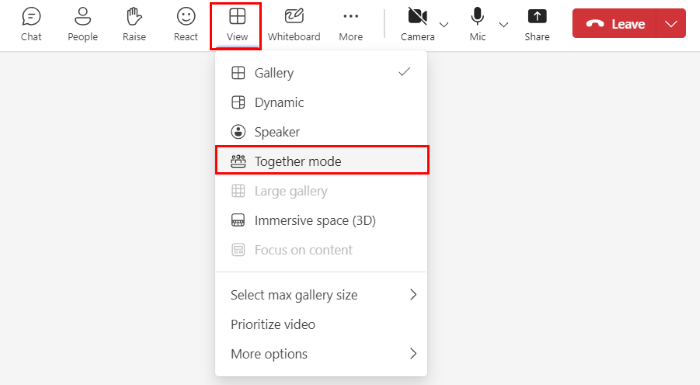 Chat People Raise React View Whiteboard More Camera Mic Share Leave
Gallery
Dynamic
Speaker
Together mode
Large gallery
Immersive space (3D)
Focus on content
Select max gallery size
Prioritize video
More options